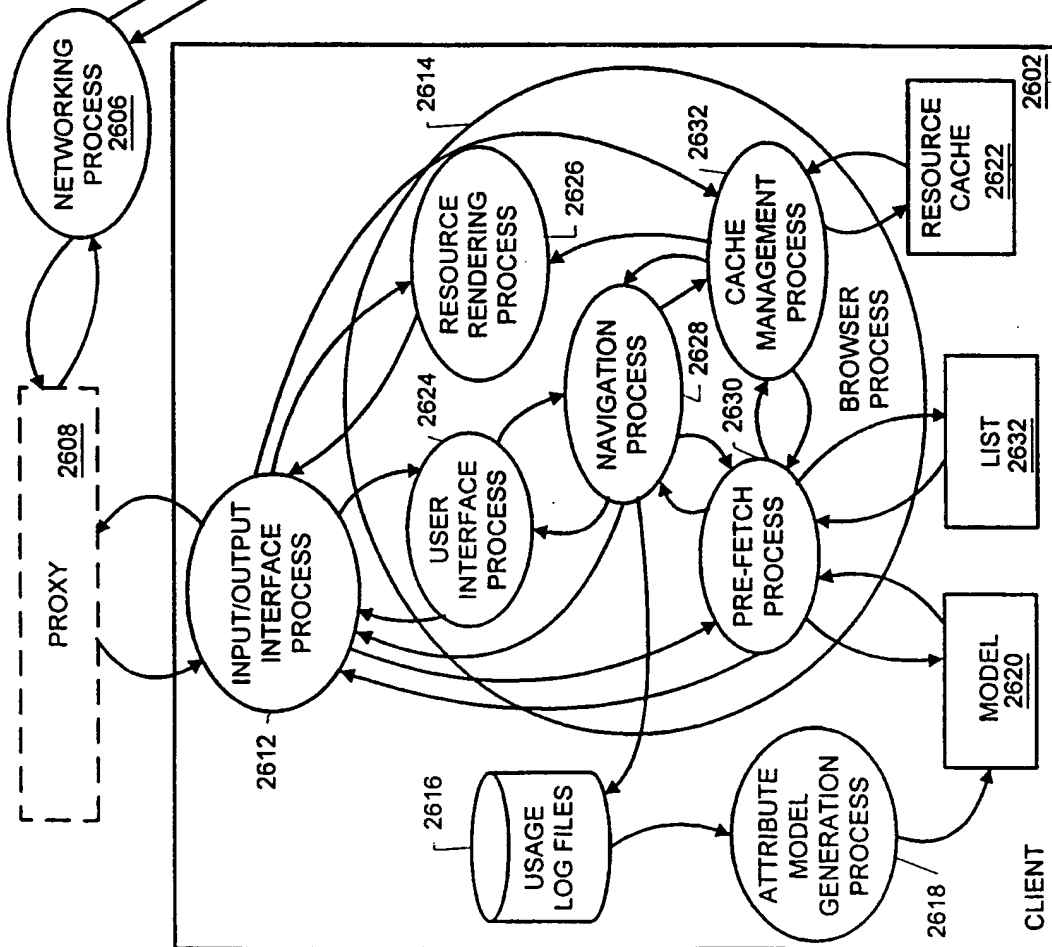 NETWORKING
PROCESS
2606
PROXY
2608
INPUT/OUTPUT
INTERFACE
PROCESS
2612
2614
RESOURCE
RENDERING
PROCESS
2626
USER
INTERFACE
PROCESS
2624
NAVIGATION
PROCESS
2628
CACHE
MANAGEMENT
PROCESS
2632
PRE-FETCH
PROCESS
2630
BROWSER
PROCESS
USAGE
LOG FILES
2616
ATTRIBUTE
MODEL
GENERATION
PROCESS
2618
MODEL
2620
LIST
2632
RESOURCE
CACHE
2622
CLIENT
2602